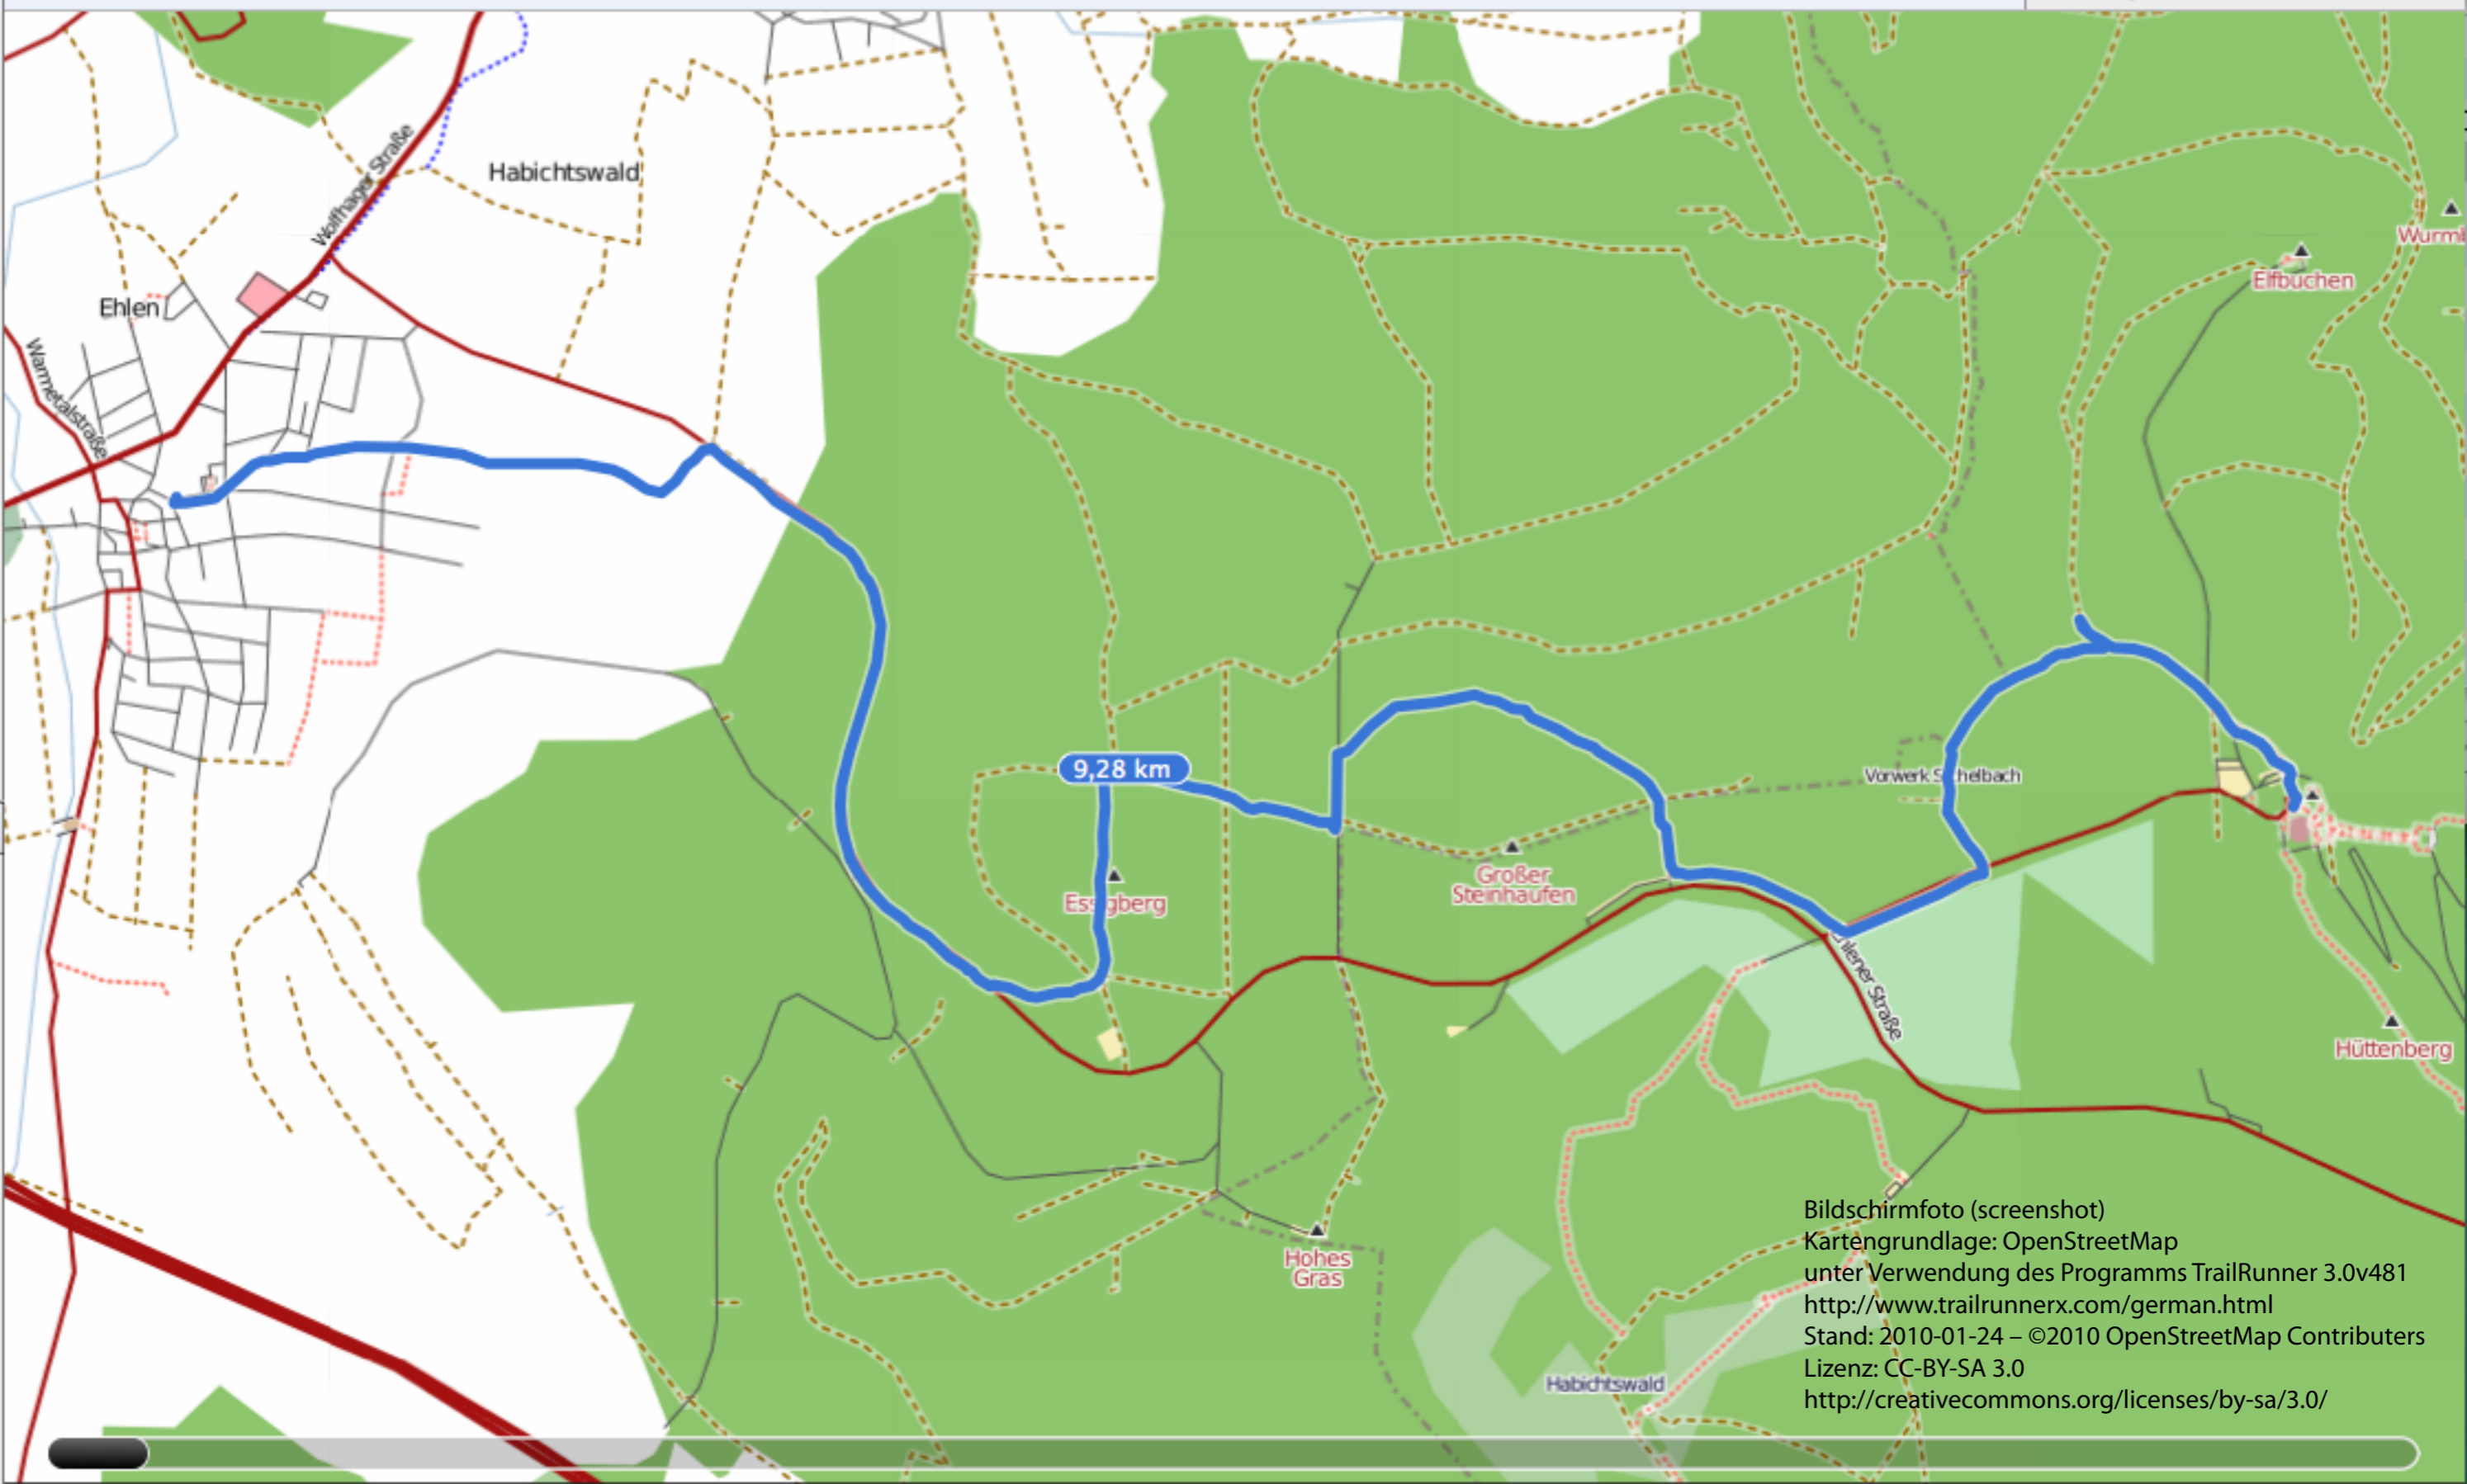 Wolfhager Straße
Habichtswald
Ehlen
Warmetalstraße
Elfbuchen
9,28 km
Essigberg
Großer
Steinhaufen
Vorwerk
Straße
Hüttenberg
Hohes
Gras
Habichtswald
Bildschirmfoto (screenshot)
Kartengrundlage: OpenStreetMap
unter Verwendung des Programms TrailRunner 3.0v481
http://www.trailrunnerx.com/german.html
Stand: 2010-01-24 – ©2010 OpenStreetMap Contributers
Lizenz: CC-BY-SA 3.0
http://creativecommons.org/licenses/by-sa/3.0/